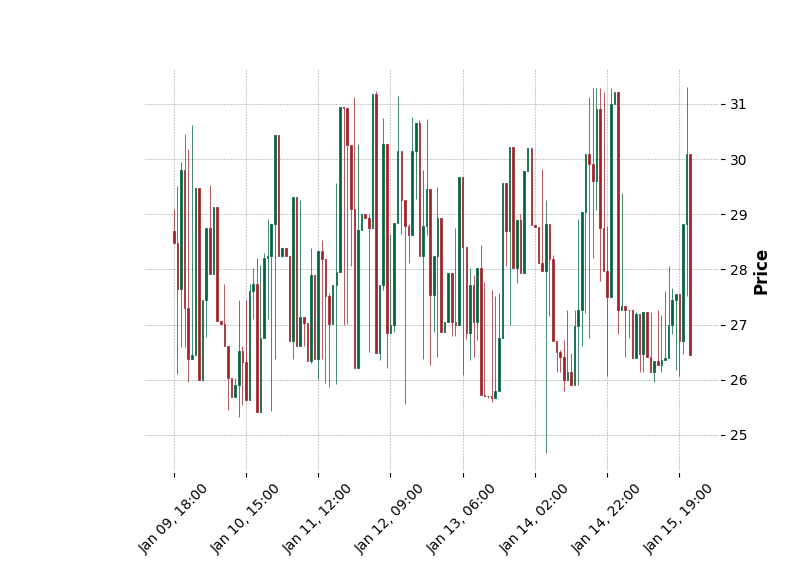 31
30
29
28
27
26
25
Price
Jan 09, 18:00
Jan 10, 15:00
Jan 11, 12:00
Jan 12, 09:00
Jan 13, 06:00
Jan 14, 02:00
Jan 14, 22:00
Jan 15, 19:00